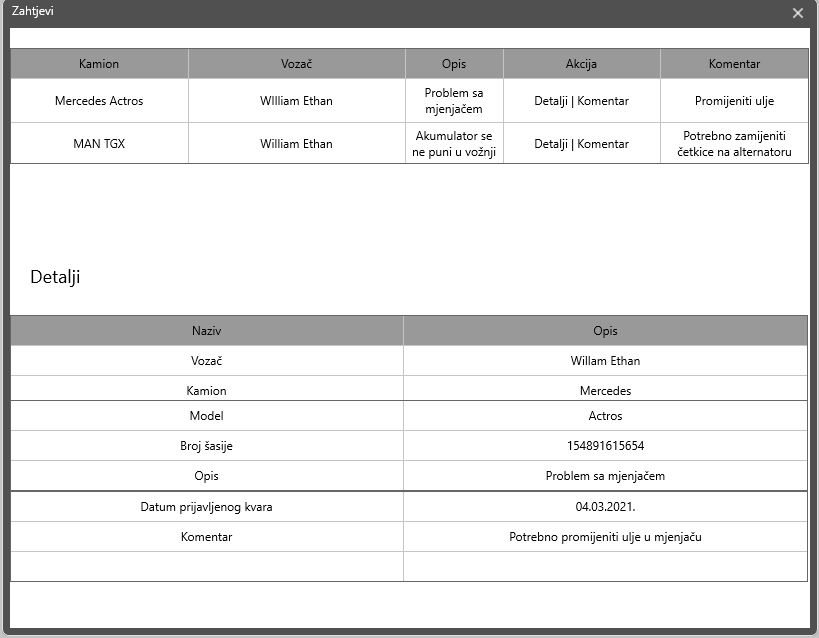 Zahtjevi
Kamion Vozač Opis Akcija Komentar
Mercedes Actros WIlliam Ethan Problem sa mjenjačem Detalji | Komentar Promijeniti ulje
MAN TGX William Ethan Akumulator se ne puni u vožnji Detalji | Komentar Potrebno zamijeniti četkice na alternatoru
Detalji
Naziv Opis
Vozač Willam Ethan
Kamion Mercedes
Model Actros
Broj šasije 154891615654
Opis Problem sa mjenjačem
Datum prijavljenog kvara 04.03.2021.
Komentar Potrebno promijeniti ulje u mjenjaču